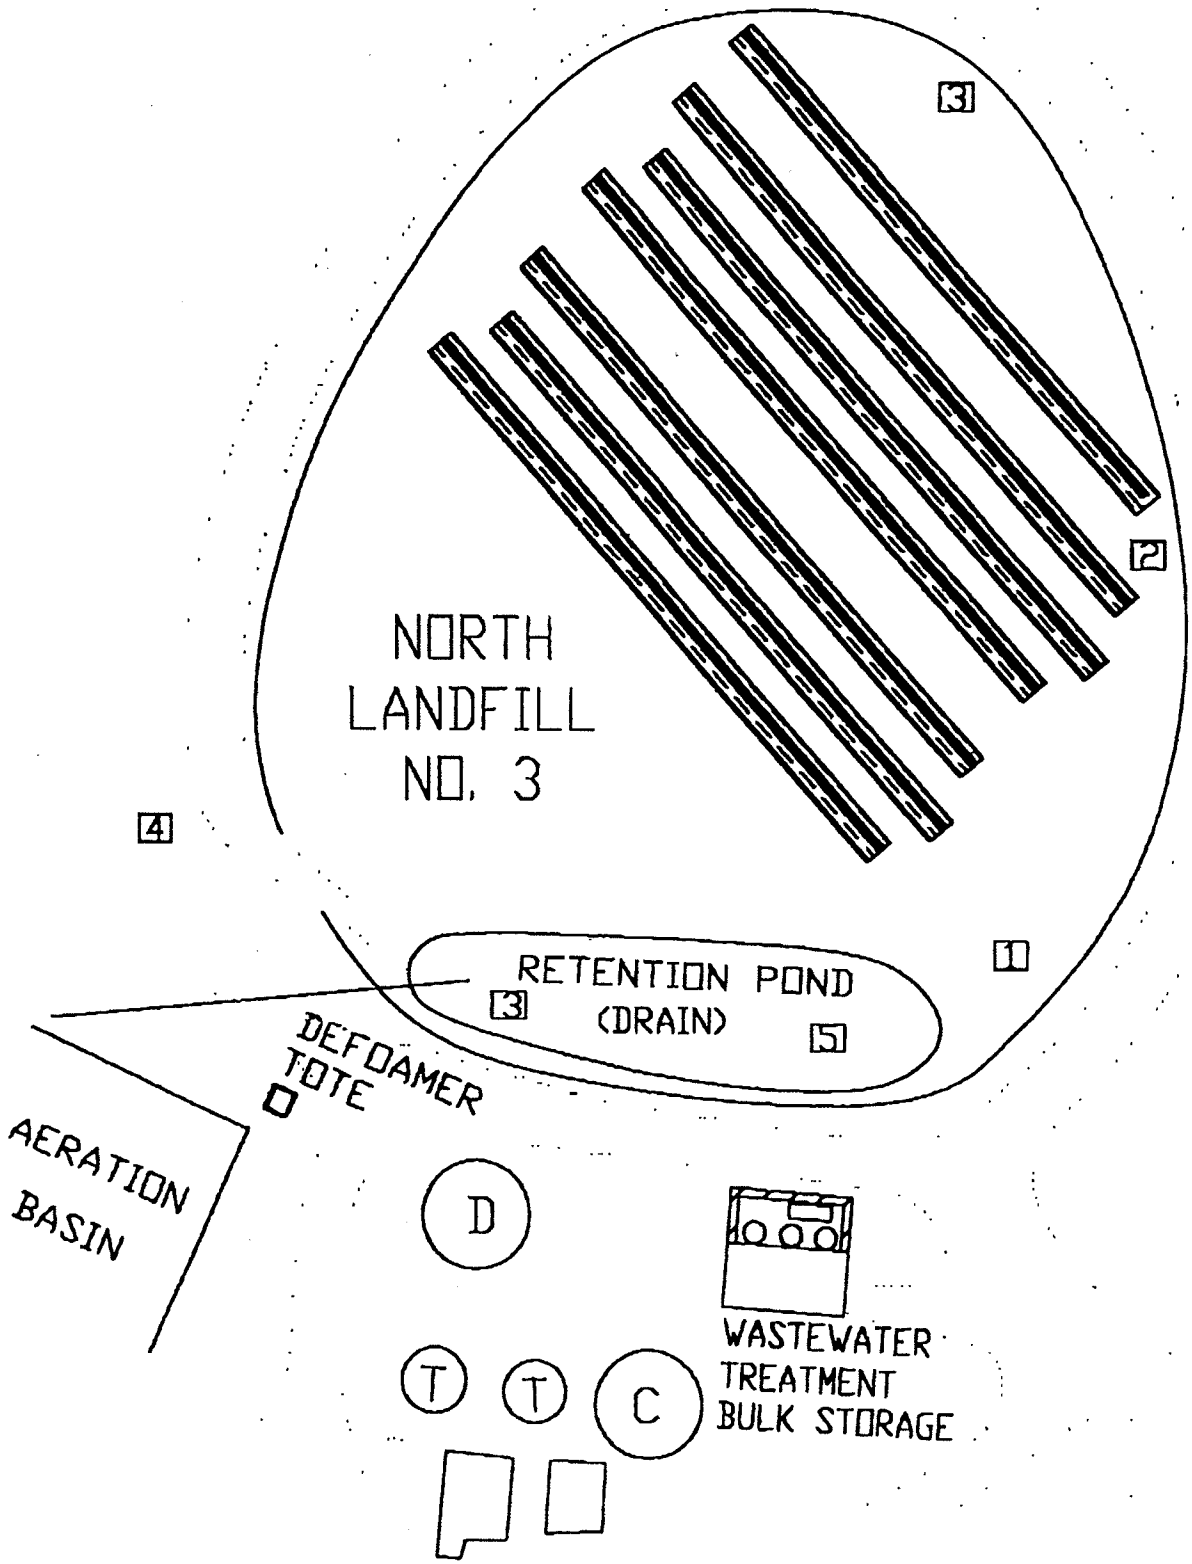 3
2
NORTH
LANDFILL
NO. 3
4
1
RETENTION POND
3
(DRAIN)
5
DEFOAMER
TOTE
AERATION
BASIN
D
WASTEWATER
TREATMENT
BULK STORAGE
T
T
C